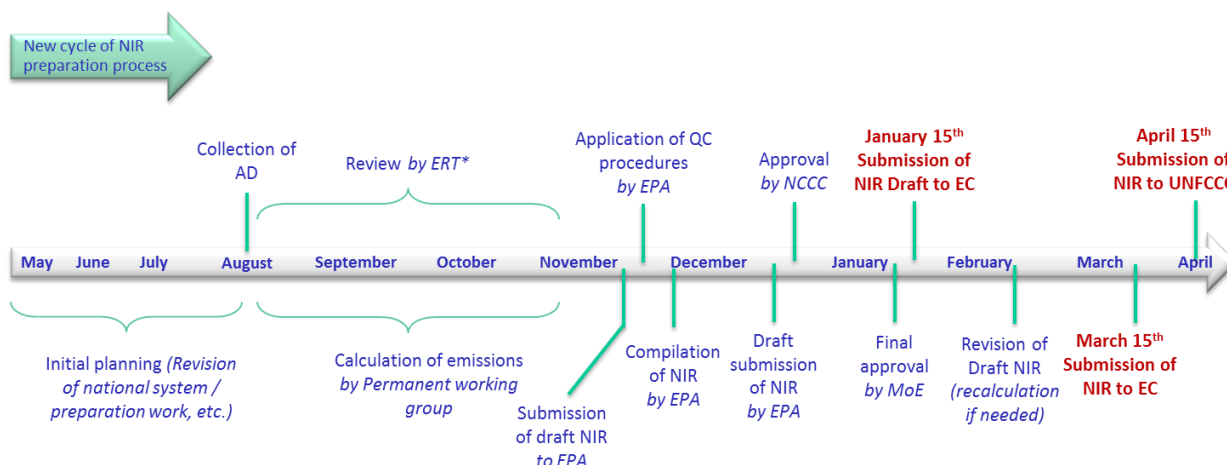 New cycle of NIR
preparation process
Collection of
AD
Review by ERT*
Application of QC
procedures
by EPA
Approval
by NCCC
January 15th
Submission of
NIR Draft to EC
April 15th
Submission of
NIR to UNFCCC
May June July August September October November December January February March April
Initial planning (Revision
of national system /
preparation work, etc.)
Calculation of emissions
by Permanent working
group
Submission
of draft NIR
to EPA
Compilation
of NIR
by EPA
Draft
submission
of NIR by
EPA
Final
approval
by MoE
Revision of
Draft NIR
(recalculation
if needed)
March 15th
Submission of
NIR to EC